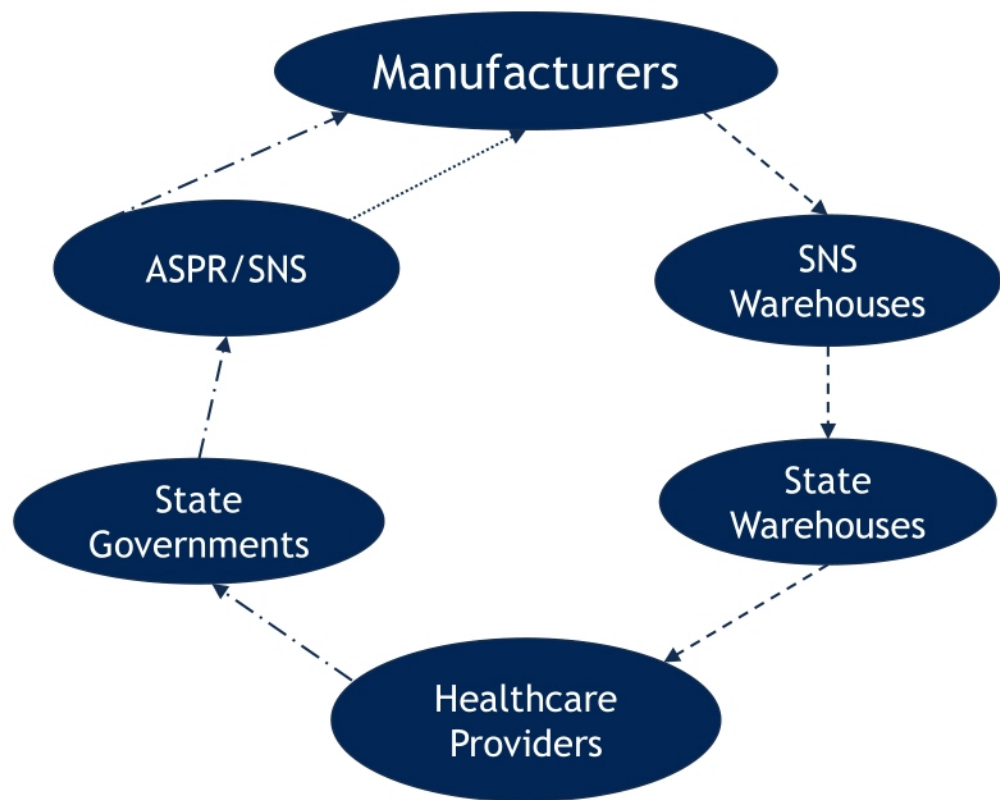 Manufacturers
ASPR/SNS
SNS
Warehouses
State
Governments
State
Warehouses
Healthcare
Providers